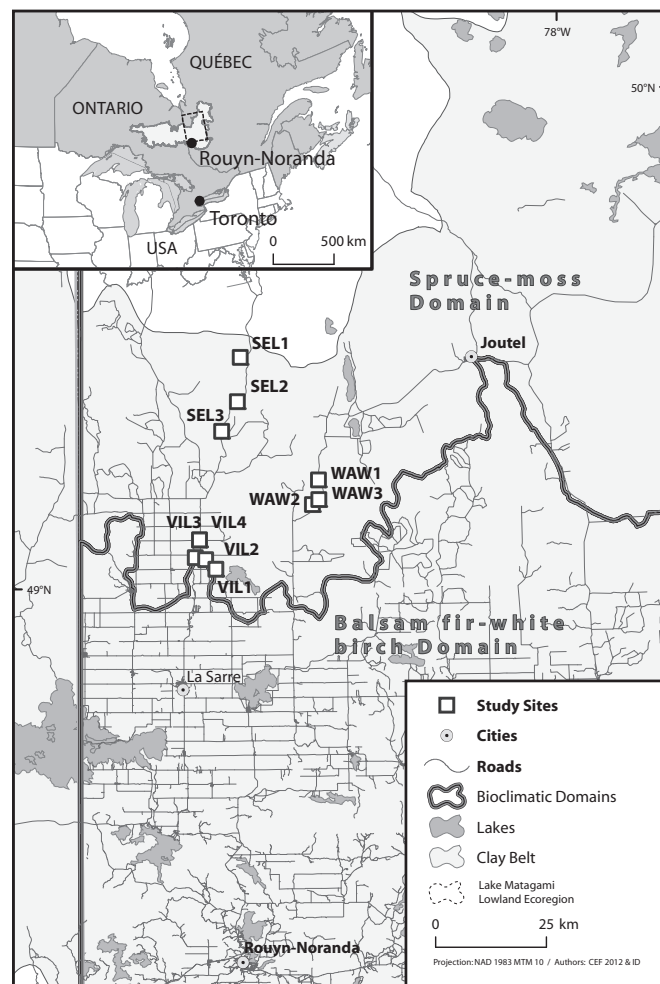 78°W
50°N
QUÉBEC
ONTARIO
Rouyn-Noranda
Toronto
USA
0 500 km
Spruce-moss
Domain
Joutel
SEL1
SEL2
SEL3
WAW1
WAW2 WAW3
VIL3 VIL4
VIL2
VIL1
49°N
Balsam fir-white
birch Domain
La Sarre
Rouyn-Noranda
Study Sites
Cities
Roads
Bioclimatic Domains
Lakes
Clay Belt
Lake Matagami
Lowland Ecoregion
0 25 km
Projection: NAD 1983 MTM 10 / Authors: CEF 2012 & ID